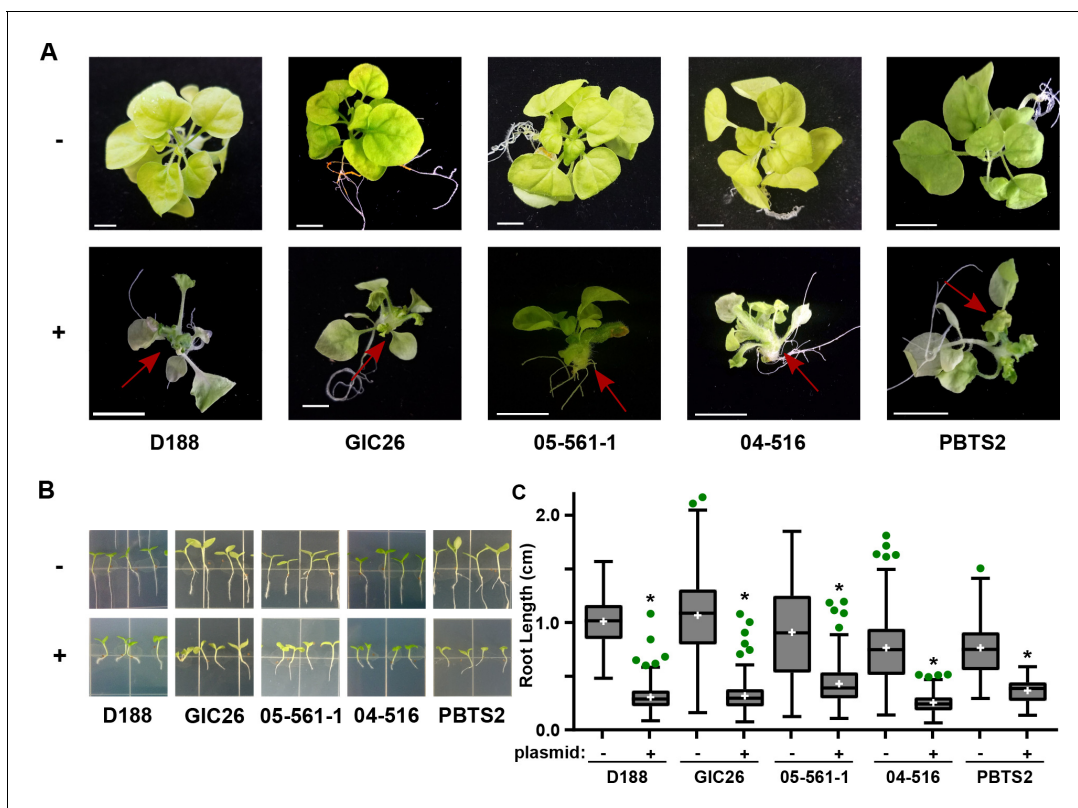 A
-
+
D188 GIC26 05-561-1 04-516 PBTS2
B
-
+
D188 GIC26 05-561-1 04-516 PBTS2
C
Root Length (cm)
2.0
1.0
0.0
* * * * *
plasmid: - + - + - + - + - +
D188 GIC26 05-561-1 04-516 PBTS2